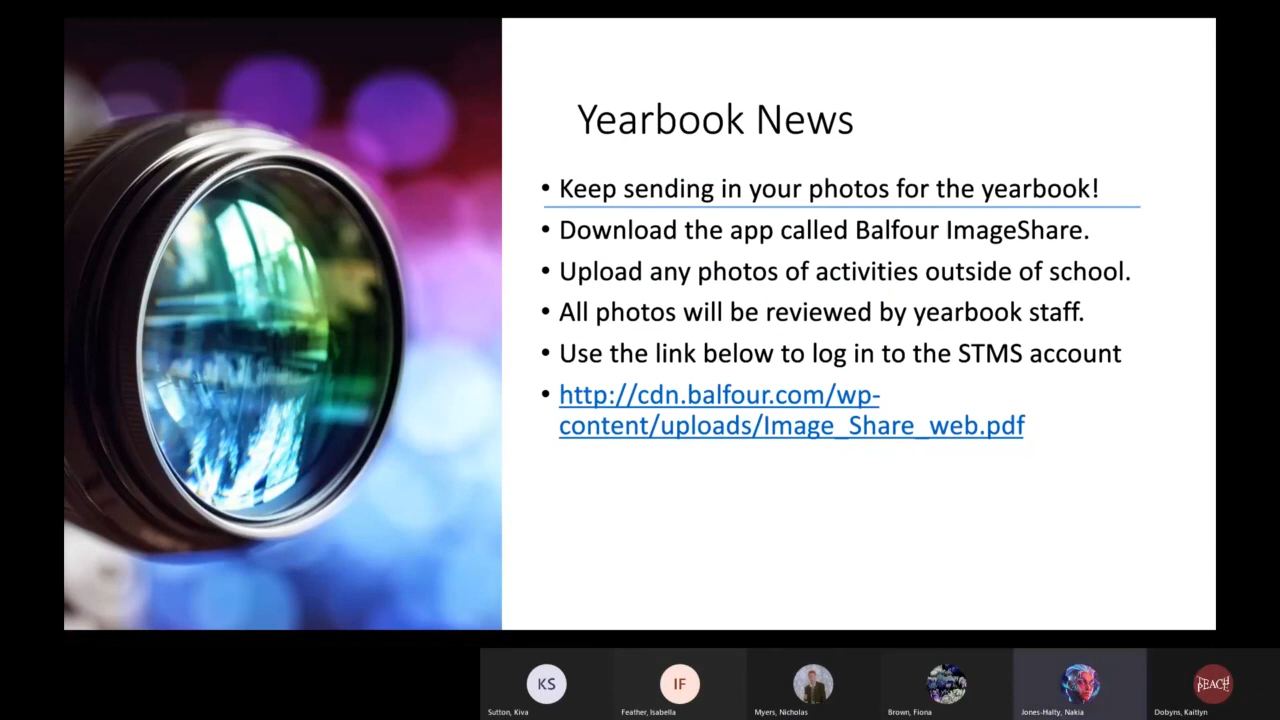 Yearbook News
• Keep sending in your photos for the yearbook!
• Download the app called Balfour ImageShare.
• Upload any photos of activities outside of school.
• All photos will be reviewed by yearbook staff.
• Use the link below to log in to the STMS account
• http://cdn.balfour.com/wp-
content/uploads/Image_Share_web.pdf
KS
IF
PEACH
Sutton, Kiva
Feather, Isabella
Myers, Nicholas
Brown, Fiona
Jones-Halty, Nakia
Dobyns, Kaitlyn